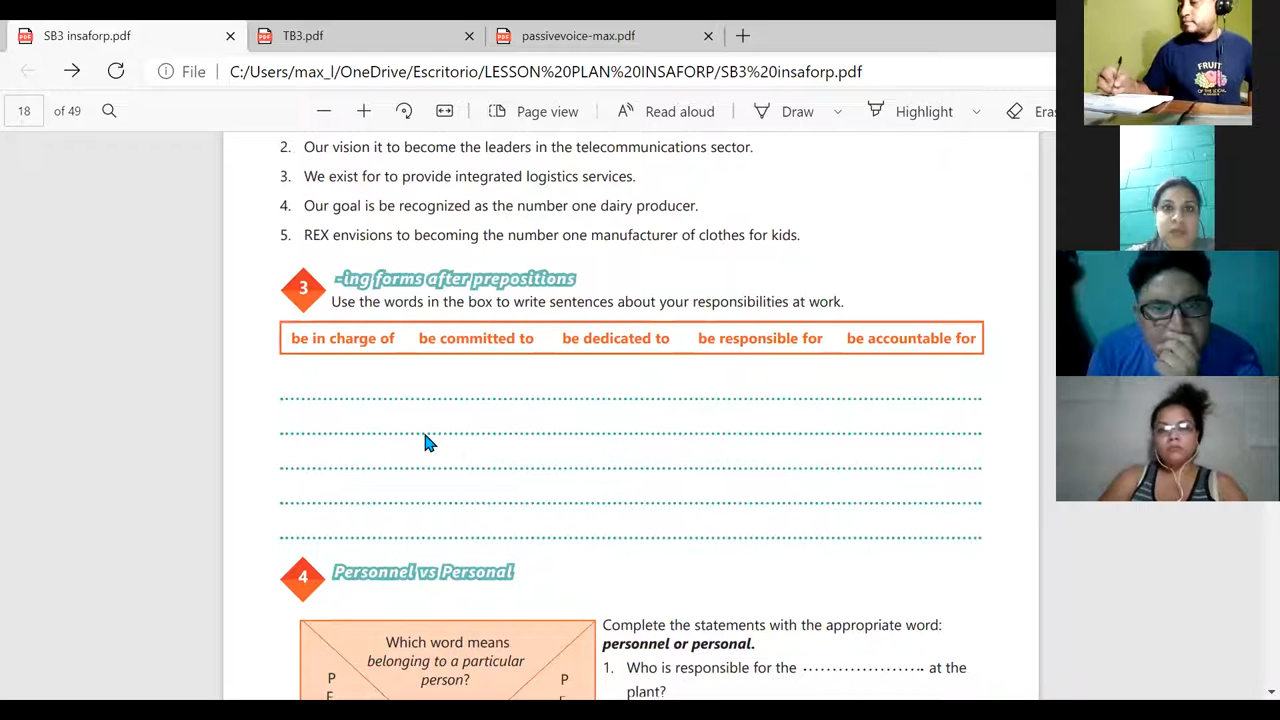 SB3 insaforp.pdf
TB3.pdf
passivevoice-max.pdf
File
C:/Users/max_l/OneDrive/Escritorio/LESSON%20PLAN%20INSAFORP/SB3%20insaforp.pdf
18 of 49
Page view
Read aloud
Draw
Highlight
Eras
2. Our vision it to become the leaders in the telecommunications sector.
3. We exist for to provide integrated logistics services.
4. Our goal is be recognized as the number one dairy producer.
5. REX envisions to becoming the number one manufacturer of clothes for kids.
3 -ing forms after prepositions
Use the words in the box to write sentences about your responsibilities at work.
be in charge of be committed to be dedicated to be responsible for be accountable for
4 Personnel vs Personal
Which word means
belonging to a particular
person?
P
E
P
Complete the statements with the appropriate word:
personnel or personal.
1. Who is responsible for the ...................... at the
plant?
FRUIT
OF THE LOCAL